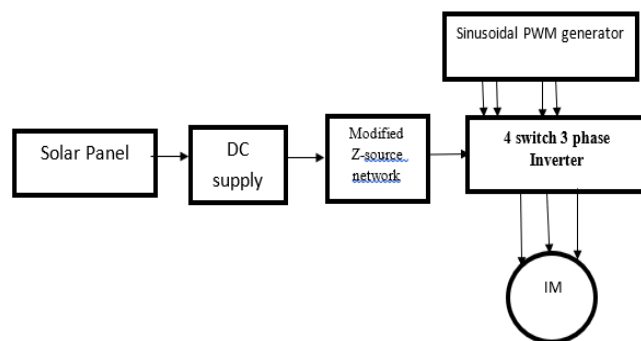 Sinusoidal PWM generator
Solar Panel
DC
supply
Modified
Z-source
network
4 switch 3 phase
Inverter
IM